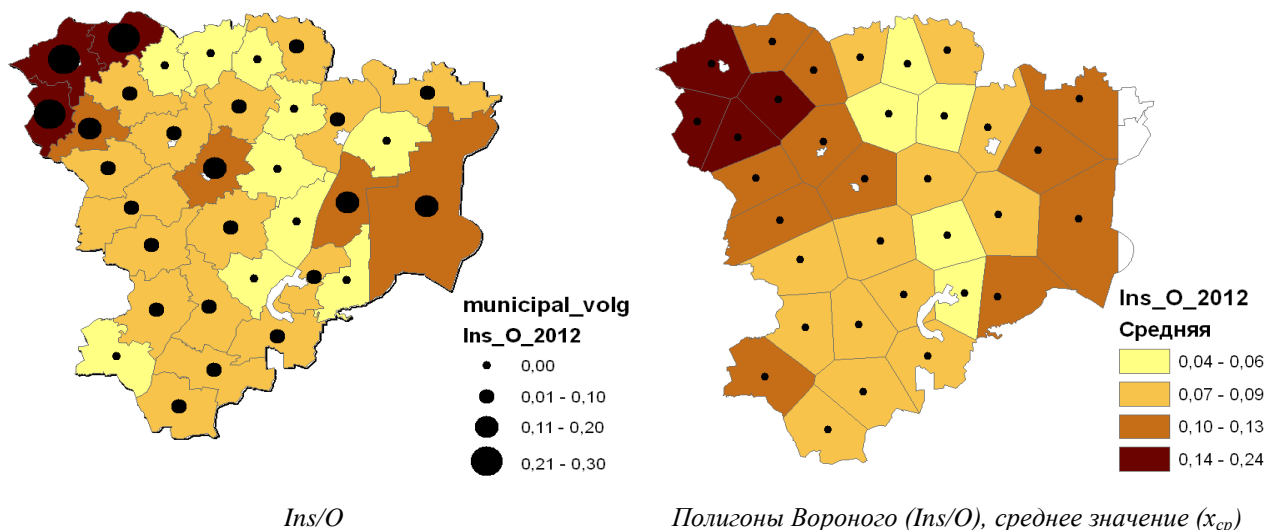 municipal_volg
Ins_O_2012
0,00
0,01 - 0,10
0,11 - 0,20
0,21 - 0,30
Ins_O_2012
Средняя
0,04 - 0,06
0,07 - 0,09
0,10 - 0,13
0,14 - 0,24
Ins/O
Полигоны Вороного (Ins/O), среднее значение (xср)